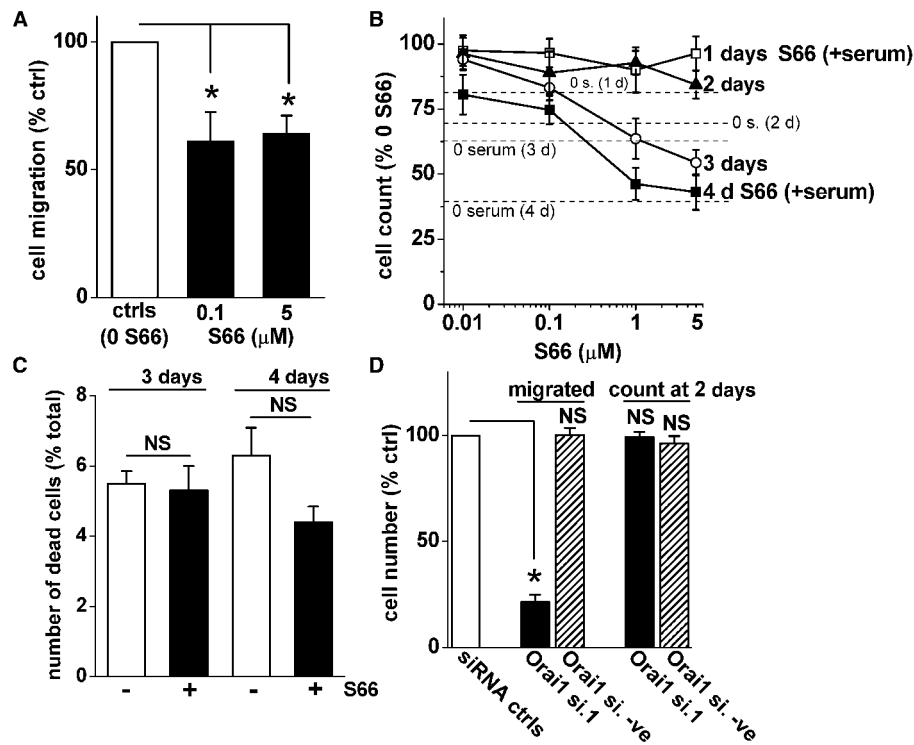 A
cell migration (% ctrl)
100
50
0
*
*
ctrls
(0 S66)
0.1
5
S66 (μM)
B
cell count (% 0 S66)
100
75
50
25
0
1 days S66 (+serum)
0 s. (1 d)
2 days
0 s. (2 d)
0 serum (3 d)
3 days
4 d S66 (+serum)
0 serum (4 d)
0.01
0.1
1
5
S66 (μM)
C
number of dead cells (% total)
8
6
4
2
0
3 days
4 days
NS
NS
-
+
-
+
S66
D
cell number (% ctrl)
100
50
0
migrated
count at 2 days
NS
NS
NS
*
siRNA ctrls
Orai1 si.1
Orai1 si. -ve
Orai1 si.1
Orai1 si. -ve